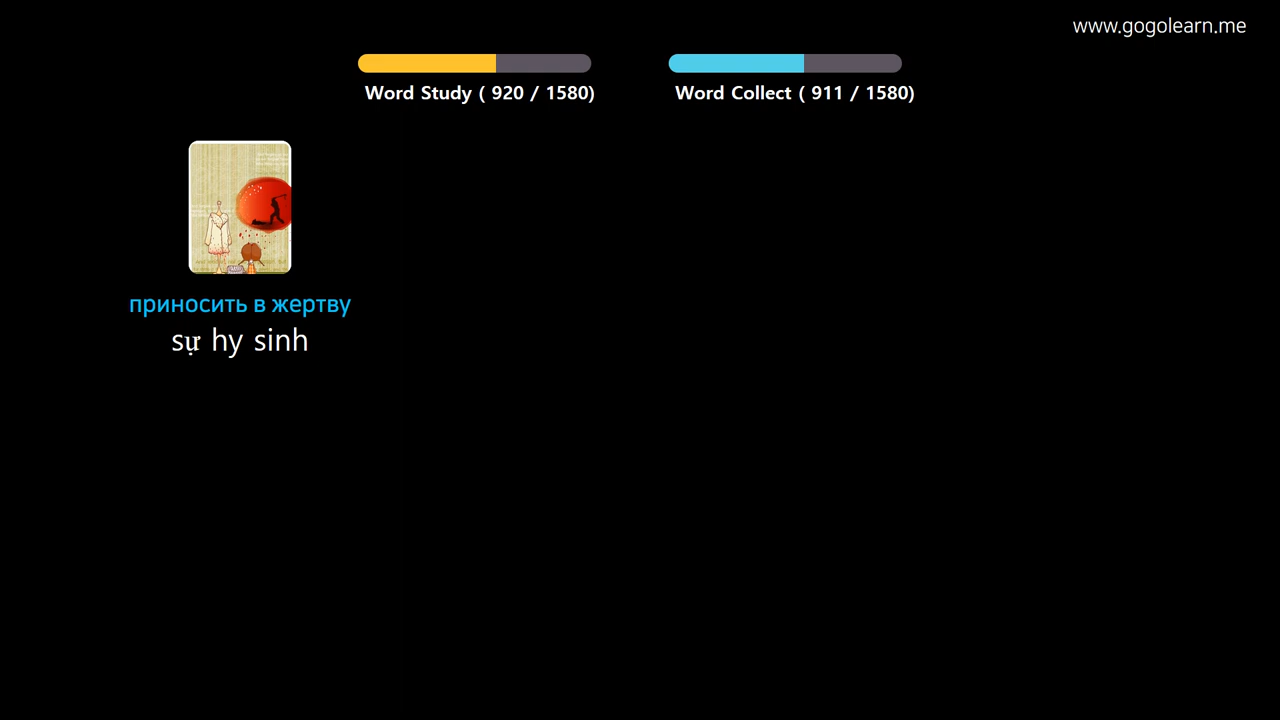 www.gogolearn.me
Word Study ( 920 / 1580)
Word Collect ( 911 / 1580)
приносить в жертву
sự hy sinh